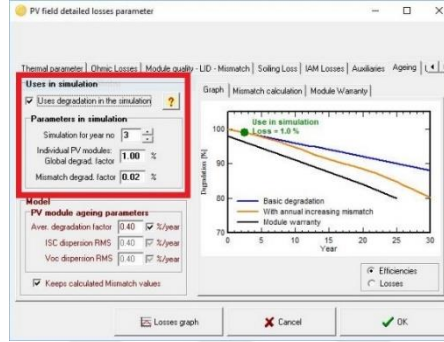 PV field detailed losses parameter
Thermal parameter | Ohmic Losses | Module quality - LID - Mismatch | Soiling Loss | IAM Losses | Auxiliaries | Ageing
Uses in simulation
Uses degradation in the simulation ?
Parameters in simulation
Simulation for year no 3
Individual PV modules:
Global degrad. factor 1.00 %
Mismatch degrad. factor 0.02 %
Model
PV module ageing parameters
Aver. degradation factor 0.40 %/year
ISC dispersion RMS 0.40 %/year
Voc dispersion RMS 0.40 %/year
Keeps calculated Mismatch values
Graph | Mismatch calculation | Module Warranty
Use in simulation
Loss = 1.0 %
Degradation [%]
100
90
80
70
Basic degradation
With annual increasing mismatch
Module warranty
0 5 10 15 20 25 30
Year
Efficiencies
Losses
Losses graph
Cancel
OK